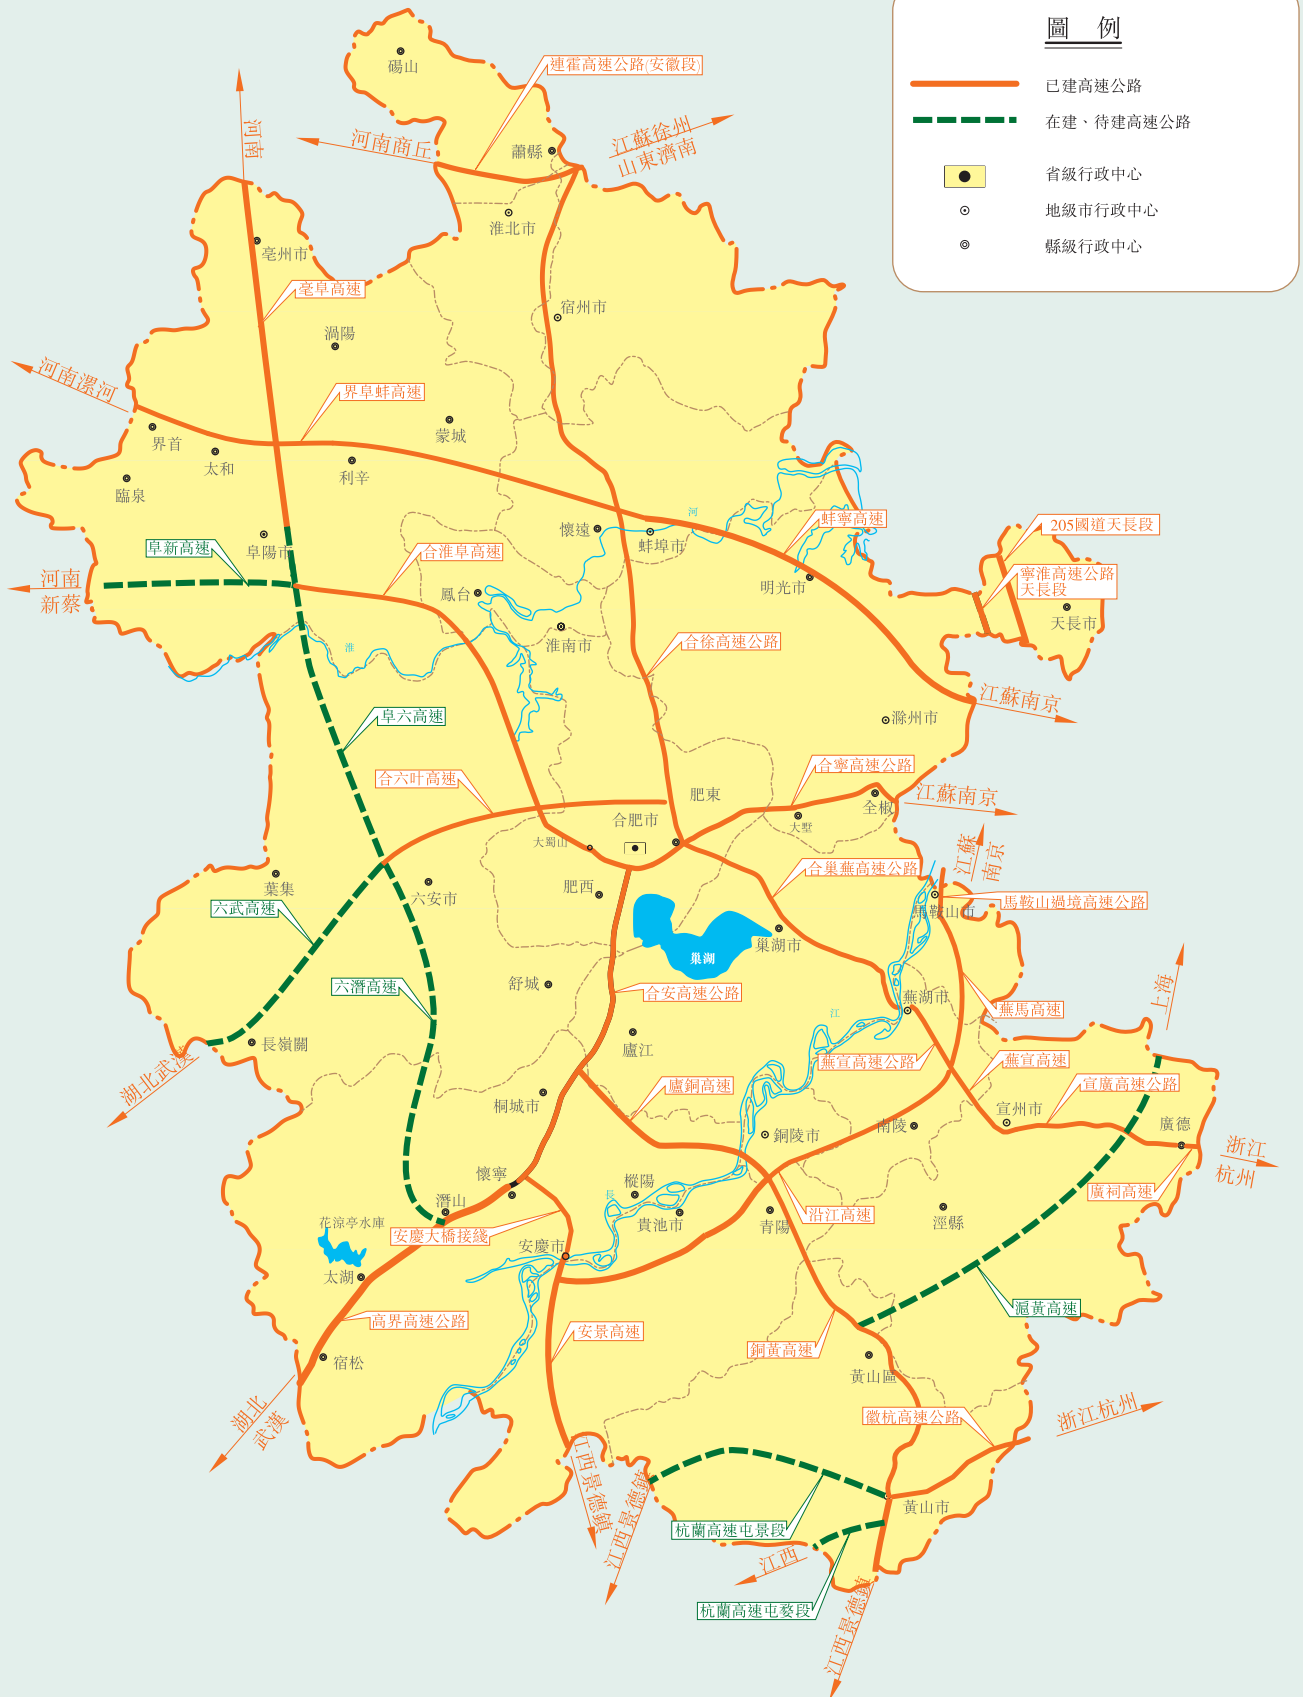 圖 例
已建高速公路
在建、待建高速公路
省級行政中心
地級市行政中心
縣級行政中心
碭山
連霍高速公路(安徽段)
河南
河南商丘
蕭縣
江蘇徐州
山東濟南
淮北市
亳州市
亳阜高速
宿州市
渦陽
河南漯河
界阜蚌高速
界首
太和
蒙城
利辛
臨泉
懷遠
河
蚌寧高速
蚌埠市
205國道天長段
阜陽市
阜新高速
合淮阜高速
河南
新蔡
鳳台
明光市
寧淮高速公路
天長段
天長市
淮
淮南市
合徐高速公路
江蘇南京
滁州市
阜六高速
合六叶高速
合寧高速公路
肥東
江蘇南京
全椒
合肥市
大墅
大蜀山
江蘇
南京
葉集
六安市
肥西
合巢蕪高速公路
馬鞍山過境高速公路
馬鞍山市
六武高速
巢湖
巢湖市
六潛高速
舒城
合安高速公路
蕪湖市
上海
蕪馬高速
江
長嶺關
廬江
湖北武漢
蕪宣高速公路
蕪宣高速
廬銅高速
宣廣高速公路
桐城市
宣州市
廣德
銅陵市
南陵
浙江
杭州
懷寧
樅陽
長
廣祠高速
潛山
花涼亭水庫
安慶大橋接綫
貴池市
青陽
沿江高速
涇縣
安慶市
太湖
滬黃高速
高界高速公路
安景高速
銅黃高速
宿松
黃山區
湖北
武漢
徽杭高速公路
浙江杭州
江西景德鎮
江西景德鎮
黃山市
杭蘭高速屯景段
江西
杭蘭高速屯婺段
江西景德鎮